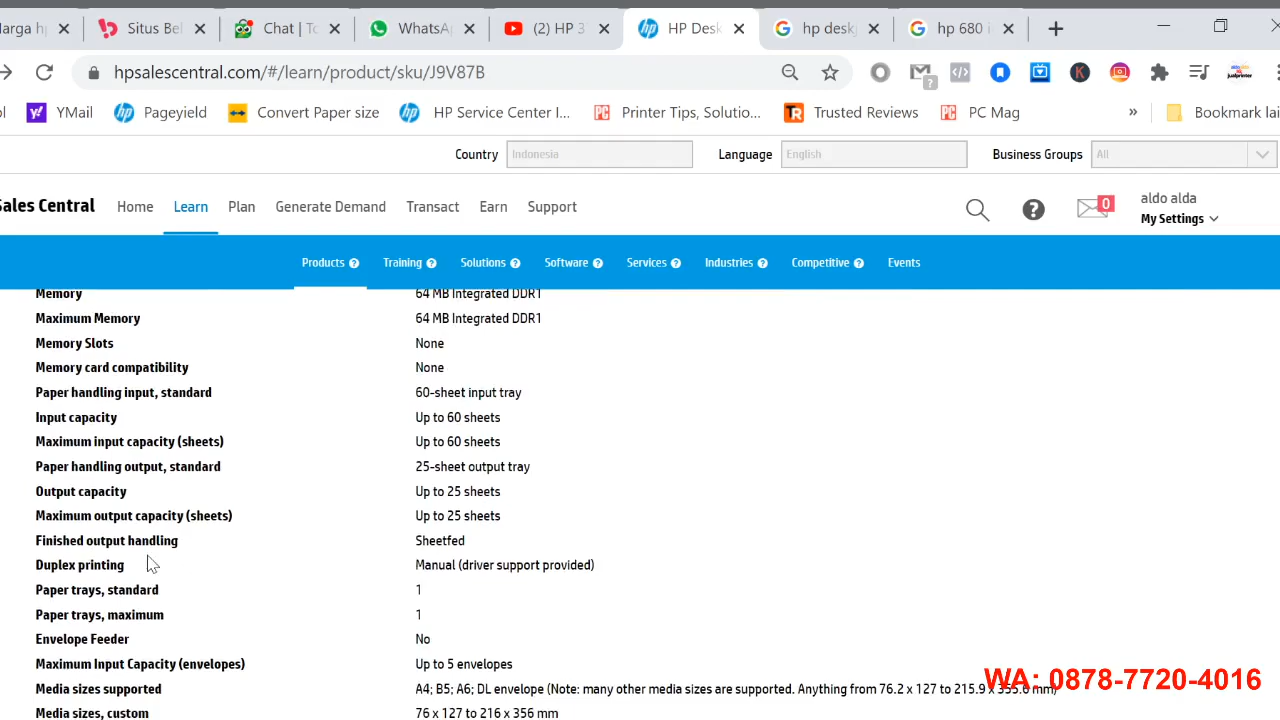 larga h
Situs Bel
Chat | To
WhatsAp
(2) HP 3
HP Desk
hp desk
hp 680 i
hpsalescentral.com/#/learn/product/sku/J9V87B
YMail
Pageyield
Convert Paper size
HP Service Center I...
Printer Tips, Solutio...
Trusted Reviews
PC Mag
»
Bookmark lai
Country Indonesia Language English Business Groups All
Sales Central Home Learn Plan Generate Demand Transact Earn Support 0 aldo alda
My Settings
Products ? Training ? Solutions ? Software ? Services ? Industries ? Competitive ? Events
Memory 64 MB Integrated DDR1
Maximum Memory 64 MB Integrated DDR1
Memory Slots None
Memory card compatibility None
Paper handling input, standard 60-sheet input tray
Input capacity Up to 60 sheets
Maximum input capacity (sheets) Up to 60 sheets
Paper handling output, standard 25-sheet output tray
Output capacity Up to 25 sheets
Maximum output capacity (sheets) Up to 25 sheets
Finished output handling Sheetfed
Duplex printing Manual (driver support provided)
Paper trays, standard 1
Paper trays, maximum 1
Envelope Feeder No
Maximum Input Capacity (envelopes) Up to 5 envelopes
Media sizes supported A4; B5; A6; DL envelope (Note: many other media sizes are supported. Anything from 76.2 x 127 to 215.9 x 355.6 mm)
WA: 0878-7720-4016
Media sizes, custom 76 x 127 to 216 x 356 mm